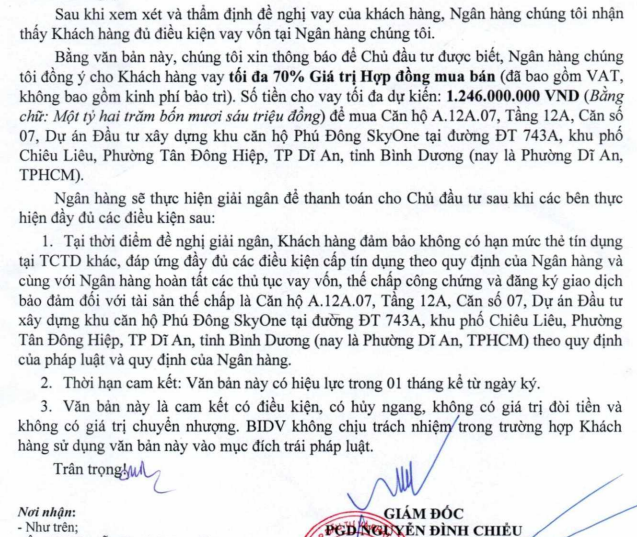 Sau khi xem xét và thẩm định đề nghị vay của khách hàng, Ngân hàng chúng tôi nhận
thấy Khách hàng đủ điều kiện vay vốn tại Ngân hàng chúng tôi.
Bằng văn bản này, chúng tôi xin thông báo để Chủ đầu tư được biết, Ngân hàng chúng
tôi đồng ý cho Khách hàng vay tối đa 70% Giá trị Hợp đồng mua bán (đã bao gồm VAT,
không bao gồm kinh phí bảo trì). Số tiền cho vay tối đa dự kiến: 1.246.000.000 VND (Bằng
chữ: Một tỷ hai trăm bốn mươi sáu triệu đồng) để mua Căn hộ A.12A.07, Tầng 12A, Căn số
07, Dự án Đầu tư xây dựng khu căn hộ Phú Đông SkyOne tại đường ĐT 743A, khu phố
Chiêu Liêu, Phường Tân Đông Hiệp, TP Dĩ An, tỉnh Bình Dương (nay là Phường Dĩ An,
TPHCM).
Ngân hàng sẽ thực hiện giải ngân để thanh toán cho Chủ đầu tư sau khi các bên thực
hiện đầy đủ các điều kiện sau:
1. Tại thời điểm đề nghị giải ngân, Khách hàng đảm bảo không có hạn mức thẻ tín dụng
tại TCTD khác, đáp ứng đầy đủ các điều kiện cấp tín dụng theo quy định của Ngân hàng và
cùng với Ngân hàng hoàn tất các thủ tục vay vốn, thế chấp công chứng và đăng ký giao dịch
bảo đảm đối với tài sản thế chấp là Căn hộ A.12A.07, Tầng 12A, Căn số 07, Dự án Đầu tư
xây dựng khu căn hộ Phú Đông SkyOne tại đường ĐT 743A, khu phố Chiêu Liêu, Phường
Tân Đông Hiệp, TP Dĩ An, tỉnh Bình Dương (nay là Phường Dĩ An, TPHCM) theo quy định
của pháp luật và quy định của Ngân hàng.
2. Thời hạn cam kết: Văn bản này có hiệu lực trong 01 tháng kể từ ngày ký.
3. Văn bản này là cam kết có điều kiện, có hủy ngang, không có giá trị đòi tiền và
không có giá trị chuyển nhượng. BIDV không chịu trách nhiệm trong trường hợp Khách
hàng sử dụng văn bản này vào mục đích trái pháp luật.
Trân trọng!
Nơi nhận:
- Như trên;
GIÁM ĐỐC
PGD NGUYỄN ĐÌNH CHIỂU